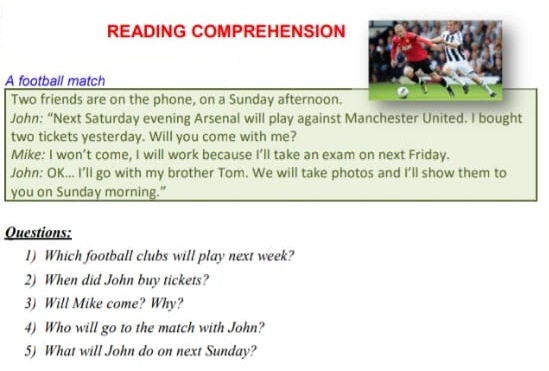 READING COMPREHENSION
A football match
Two friends are on the phone, on a Sunday afternoon.
John: “Next Saturday evening Arsenal will play against Manchester United. I bought
two tickets yesterday. Will you come with me?
Mike: I won’t come, I will work because I’ll take an exam on next Friday.
John: OK... I’ll go with my brother Tom. We will take photos and I’ll show them to
you on Sunday morning.”
Questions:
1) Which football clubs will play next week?
2) When did John buy tickets?
3) Will Mike come? Why?
4) Who will go to the match with John?
5) What will John do on next Sunday?